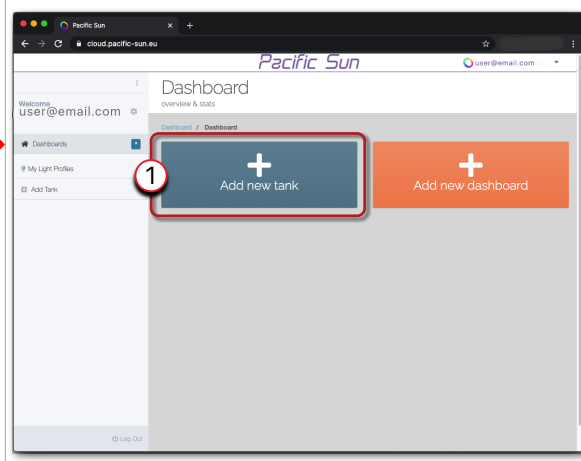 Pacific Sun
cloud.pacific-sun.eu
Pacific Sun
user@email.com
Dashboard
overview & stats
Welcome
user@email.com
Dashboard / Dashboard
Dashboards
My Light Profiles
Add Tank
1
Add new tank
Add new dashboard
Log Out